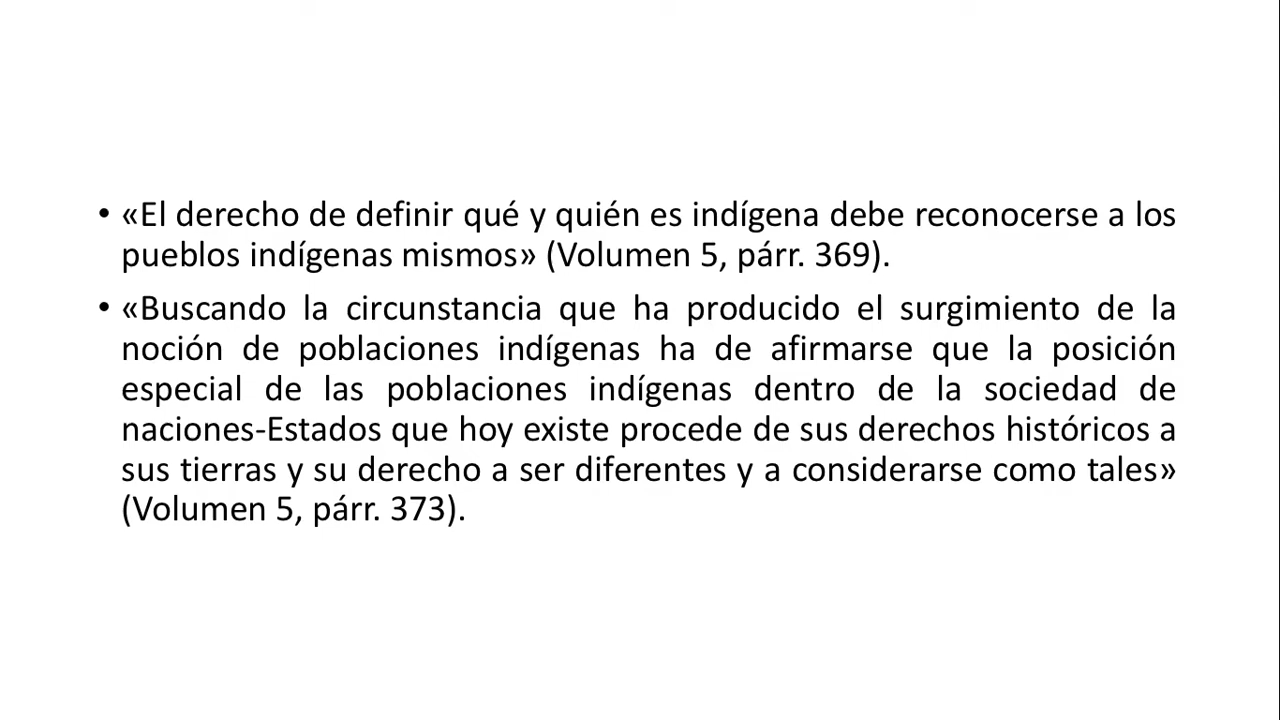 • «El derecho de definir qué y quién es indígena debe reconocerse a los
pueblos indígenas mismos» (Volumen 5, párr. 369).
• «Buscando la circunstancia que ha producido el surgimiento de la
noción de poblaciones indígenas ha de afirmarse que la posición
especial de las poblaciones indígenas dentro de la sociedad de
naciones-Estados que hoy existe procede de sus derechos históricos a
sus tierras y su derecho a ser diferentes y a considerarse como tales»
(Volumen 5, párr. 373).